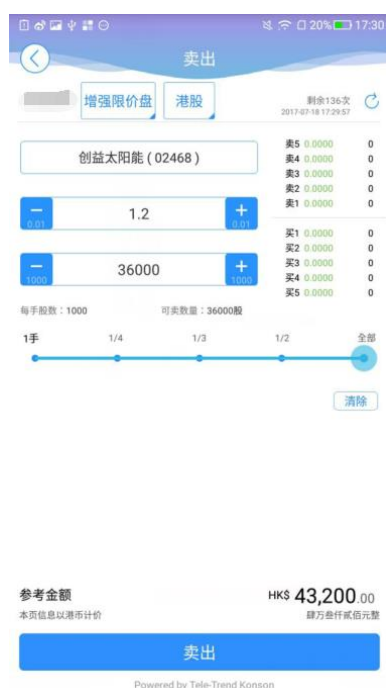 20% 17:30
卖出
增强限价盘 港股 剩余136次
2017-07-18 17:29:57
创益太阳能 ( 02468 )
卖5 0.0000 0
卖4 0.0000 0
卖3 0.0000 0
卖2 0.0000 0
卖1 0.0000 0
− 0.01 1.2 + 0.01
买1 0.0000 0
买2 0.0000 0
买3 0.0000 0
买4 0.0000 0
买5 0.0000 0
− 1000 36000 + 1000
每手股数：1000 可卖数量：36000股
1手 1/4 1/3 1/2 全部
清除
参考金额 HK$ 43,200.00
本页信息以港币计价 肆万叁仟贰佰元整
卖出
Powered by Tele-Trend Konson